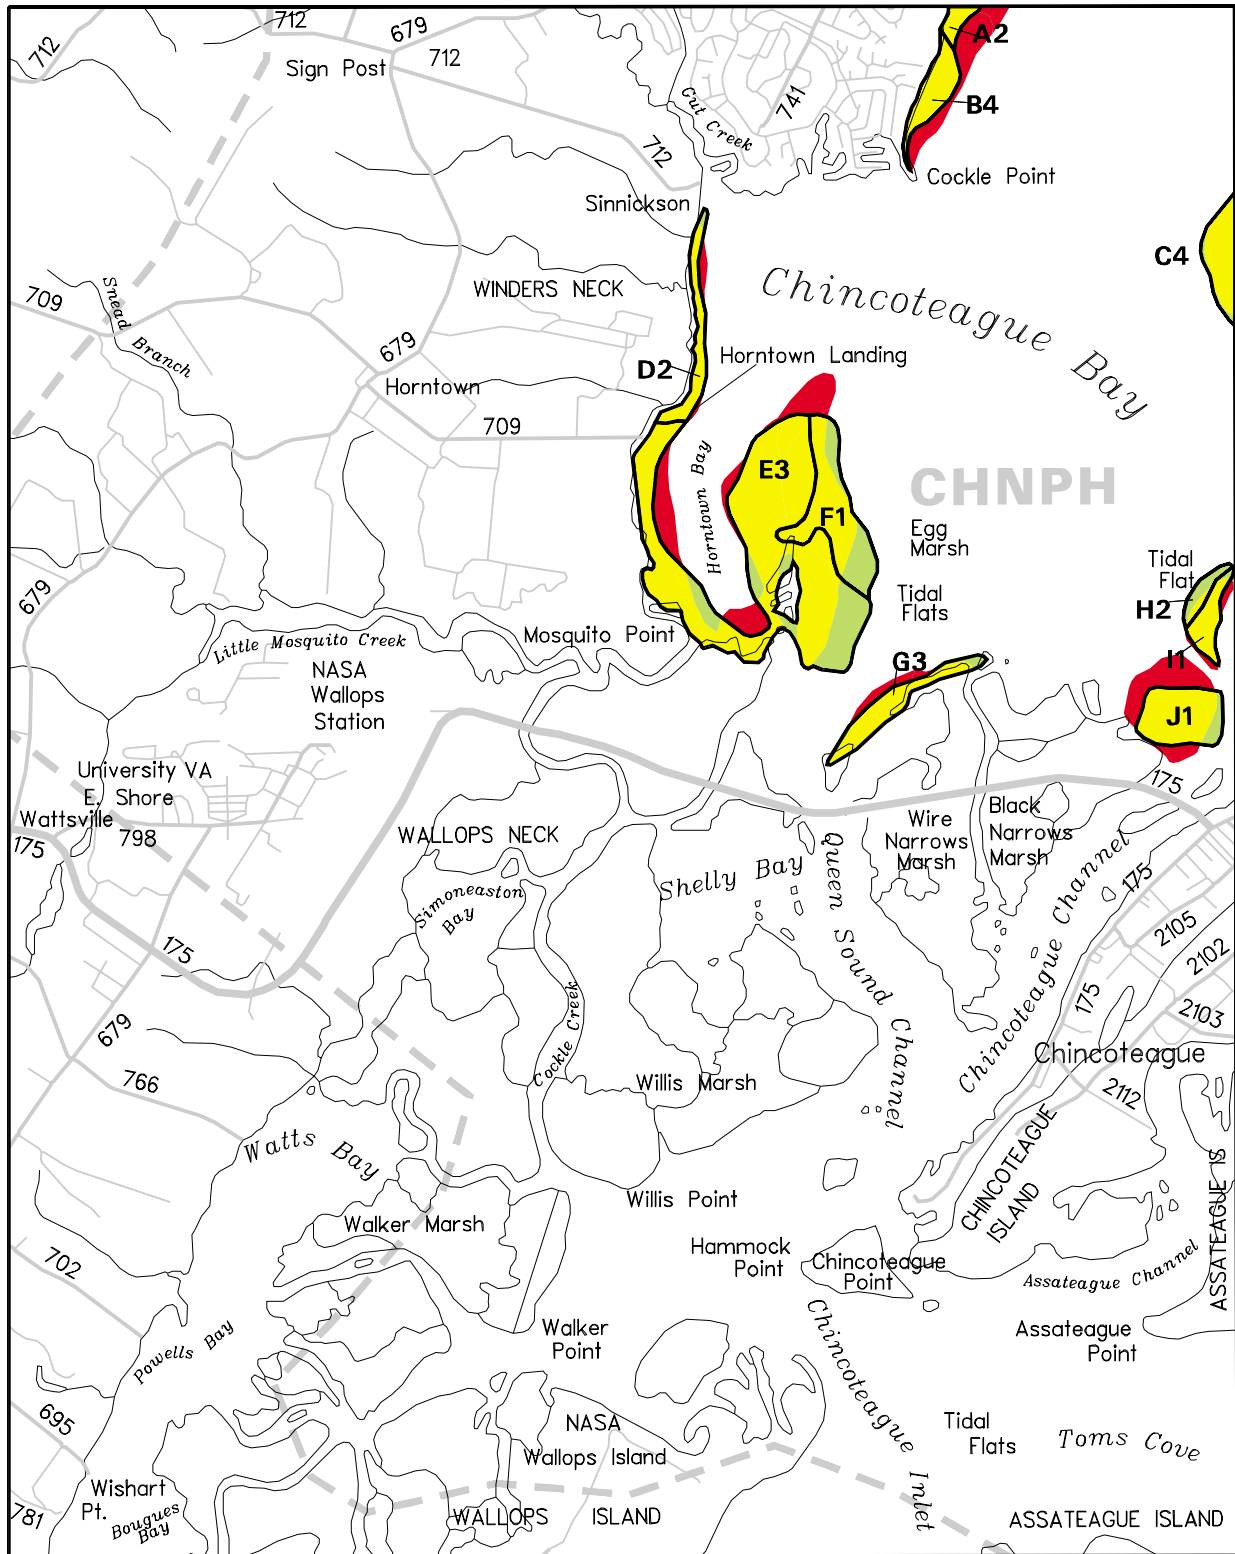 712
679
712
712
Sign Post
A2
741
B4
Gut Creek
712
Cockle Point
Sinnickson
C4
Chincoteague Bay
WINDERS NECK
709
Snead Branch
679
Horntown Landing
D2
Horntown
709
Horntown Bay
E3
CHNPH
F1
Egg
Marsh
Tidal
Flat
679
Tidal
Flats
H2
Mosquito Point
Little Mosquito Creek
G3
I1
NASA
Wallops
Station
J1
University VA
E. Shore
175
Wattsville
798
175
WALLOPS NECK
Wire
Narrows
Marsh
Black
Narrows
Marsh
Shelly Bay
Simoneaston
Bay
Queen Sound Channel
Chincoteague Channel
175
2105
2102
175
175
2103
679
Cockle Creek
Chincoteague
766
Willis Marsh
2112
Watts Bay
CHINCOTEAGUE
ISLAND
ASSATEAGUE IS
Willis Point
Walker Marsh
Hammock
Point
Chincoteague
Point
702
Assateague Channel
Powells Bay
Walker
Point
Chincoteague Inlet
Assateague
Point
695
NASA
Wallops Island
Tidal
Flats
Toms Cove
Wishart
Pt.
781
Bougues
Bay
WALLOPS ISLAND
ASSATEAGUE ISLAND